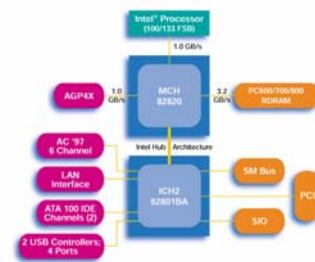 Intel® Processor
(100/133 FSB)
1.0 GB/s
1.0
GB/s
AGP4X
MCH
82820
3.2
GB/s
PC600/700/800
RDRAM
Intel Hub Architecture
AC '97
6 Channel
LAN
Interface
ATA 100 IDE
Channels (2)
2 USB Controllers;
4 Ports
ICH2
82801BA
SM Bus
PCI
SIO